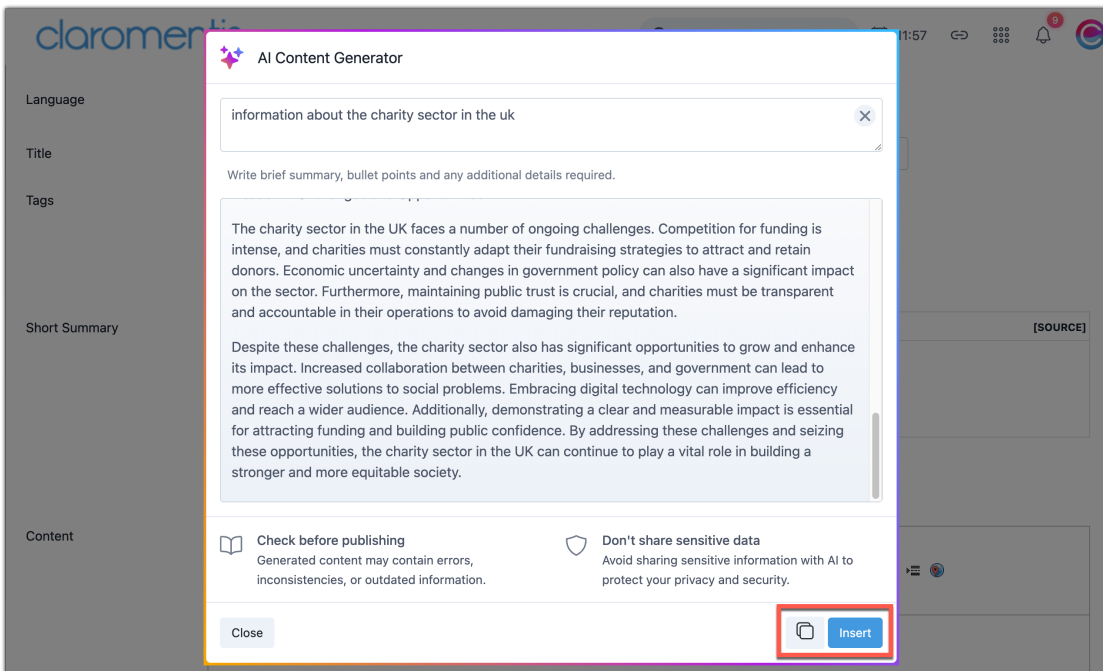 claroment
9
11:57
AI Content Generator
Language
information about the charity sector in the uk
Title
Write brief summary, bullet points and any additional details required.
Tags
The charity sector in the UK faces a number of ongoing challenges. Competition for funding is
intense, and charities must constantly adapt their fundraising strategies to attract and retain
donors. Economic uncertainty and changes in government policy can also have a significant impact
on the sector. Furthermore, maintaining public trust is crucial, and charities must be transparent
and accountable in their operations to avoid damaging their reputation.
Short Summary
[SOURCE]
Despite these challenges, the charity sector also has significant opportunities to grow and enhance
its impact. Increased collaboration between charities, businesses, and government can lead to
more effective solutions to social problems. Embracing digital technology can improve efficiency
and reach a wider audience. Additionally, demonstrating a clear and measurable impact is essential
for attracting funding and building public confidence. By addressing these challenges and seizing
these opportunities, the charity sector in the UK can continue to play a vital role in building a
stronger and more equitable society.
Content
Check before publishing
Generated content may contain errors,
inconsistencies, or outdated information.
Don't share sensitive data
Avoid sharing sensitive information with AI to
protect your privacy and security.
Close
Insert